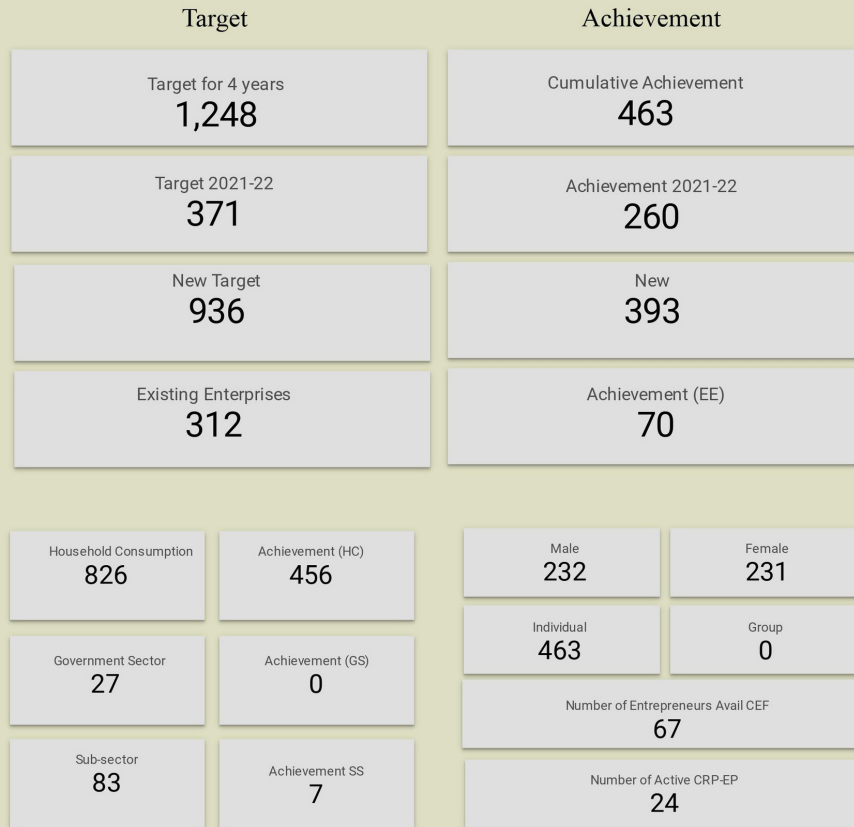 Target
Achievement
Target for 4 years
1,248
Cumulative Achievement
463
Target 2021-22
371
Achievement 2021-22
260
New Target
936
New
393
Existing Enterprises
312
Achievement (EE)
70
Household Consumption
826
Achievement (HC)
456
Male
232
Female
231
Individual
463
Group
0
Government Sector
27
Achievement (GS)
0
Number of Entrepreneurs Avail CEF
67
Sub-sector
83
Achievement SS
7
Number of Active CRP-EP
24